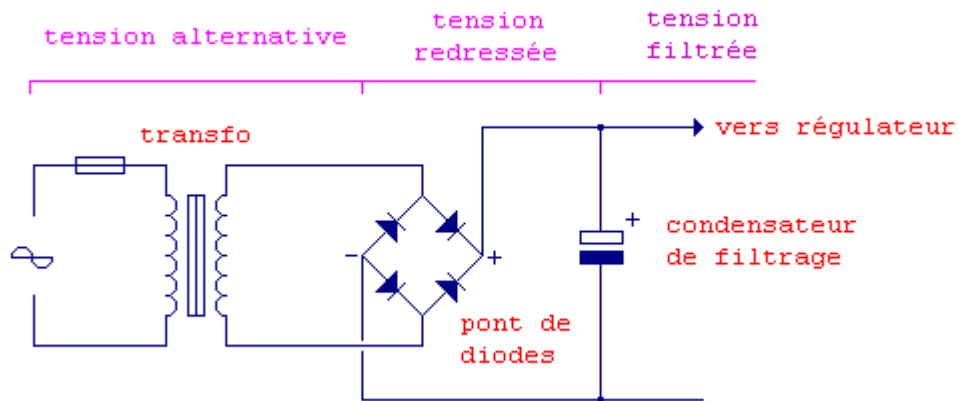 tension alternative
tension
redressée
tension
filtrée
transfo
vers régulateur
+
condensateur
de filtrage
-
+
pont de
diodes